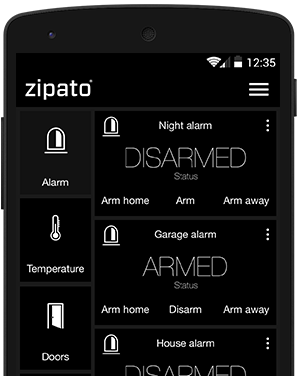 12:35
zipato®
Alarm
Temperature
Doors
Night alarm
DISARMED
Status
Arm home Arm Arm away
Garage alarm
ARMED
Status
Arm home Disarm Arm away
House alarm
DISARMED